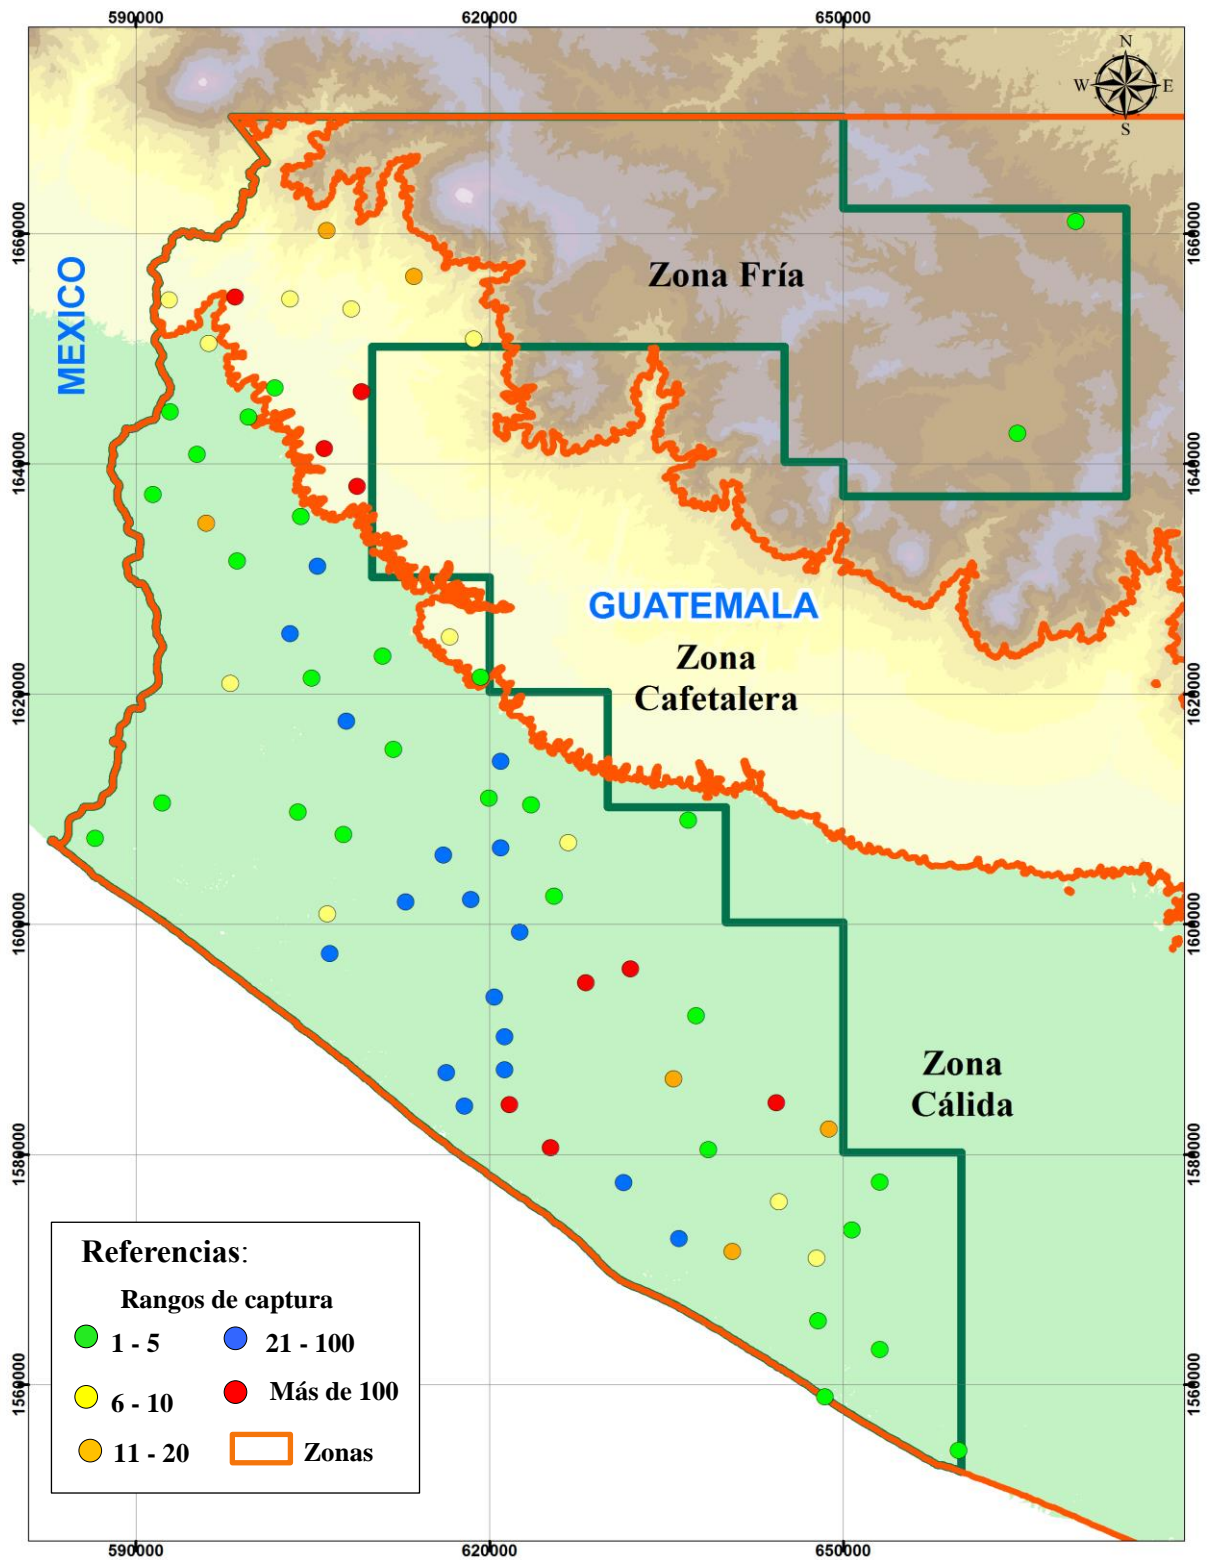 590000
620000
650000
N
W
E
S
1660000
1660000
MEXICO
Zona Fría
1640000
1640000
GUATEMALA
Zona
Cafetalera
1620000
1620000
1600000
1600000
Zona
Cálida
1580000
1580000
Referencias:
Rangos de captura
1 - 5
21 - 100
6 - 10
Más de 100
11 - 20
Zonas
1560000
1560000
590000
620000
650000